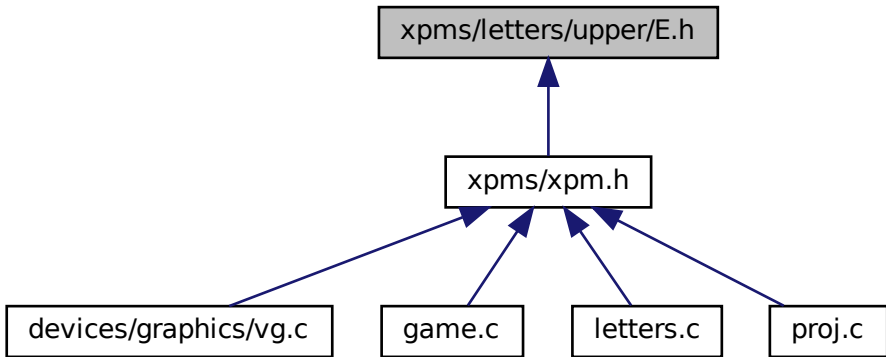 xpms/letters/upper/E.h
xpms/xpm.h
devices/graphics/vg.c
game.c
letters.c
proj.c